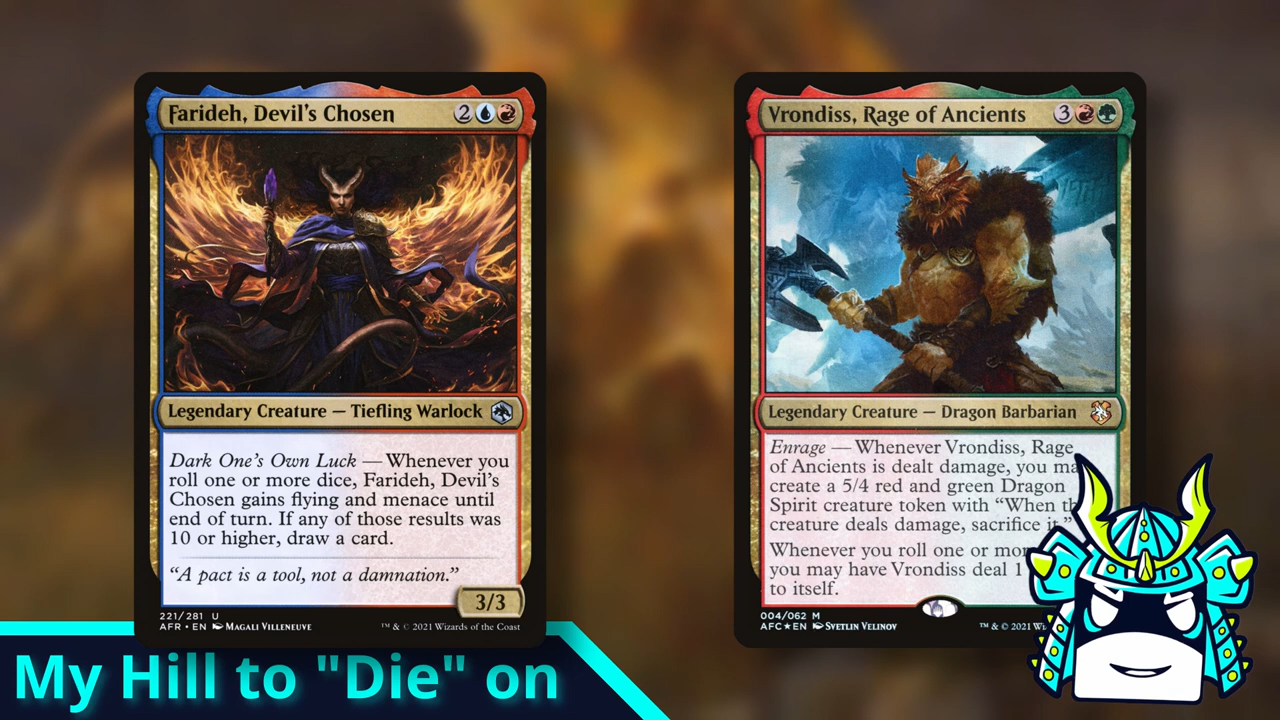 Farideh, Devil's Chosen
2
Legendary Creature — Tiefling Warlock
Dark One's Own Luck — Whenever you
roll one or more dice, Farideh, Devil's
Chosen gains flying and menace until
end of turn. If any of those results was
10 or higher, draw a card.
“A pact is a tool, not a damnation.”
3/3
221/281 U
AFR • EN Magali Villeneuve
™ & © 2021 Wizards of the Coast
Vrondiss, Rage of Ancients
3
Legendary Creature — Dragon Barbarian
Enrage — Whenever Vrondiss, Rage
of Ancients is dealt damage, you
create a 5/4 red and green Dragon
Spirit creature token with “When
creature deals damage, sacrifice it.”
Whenever you roll one or
you may have Vrondiss deal 1
to itself.
004/062 M
AFC ★ EN Svetlin Velinov
™ & © 2021
My Hill to "Die" on